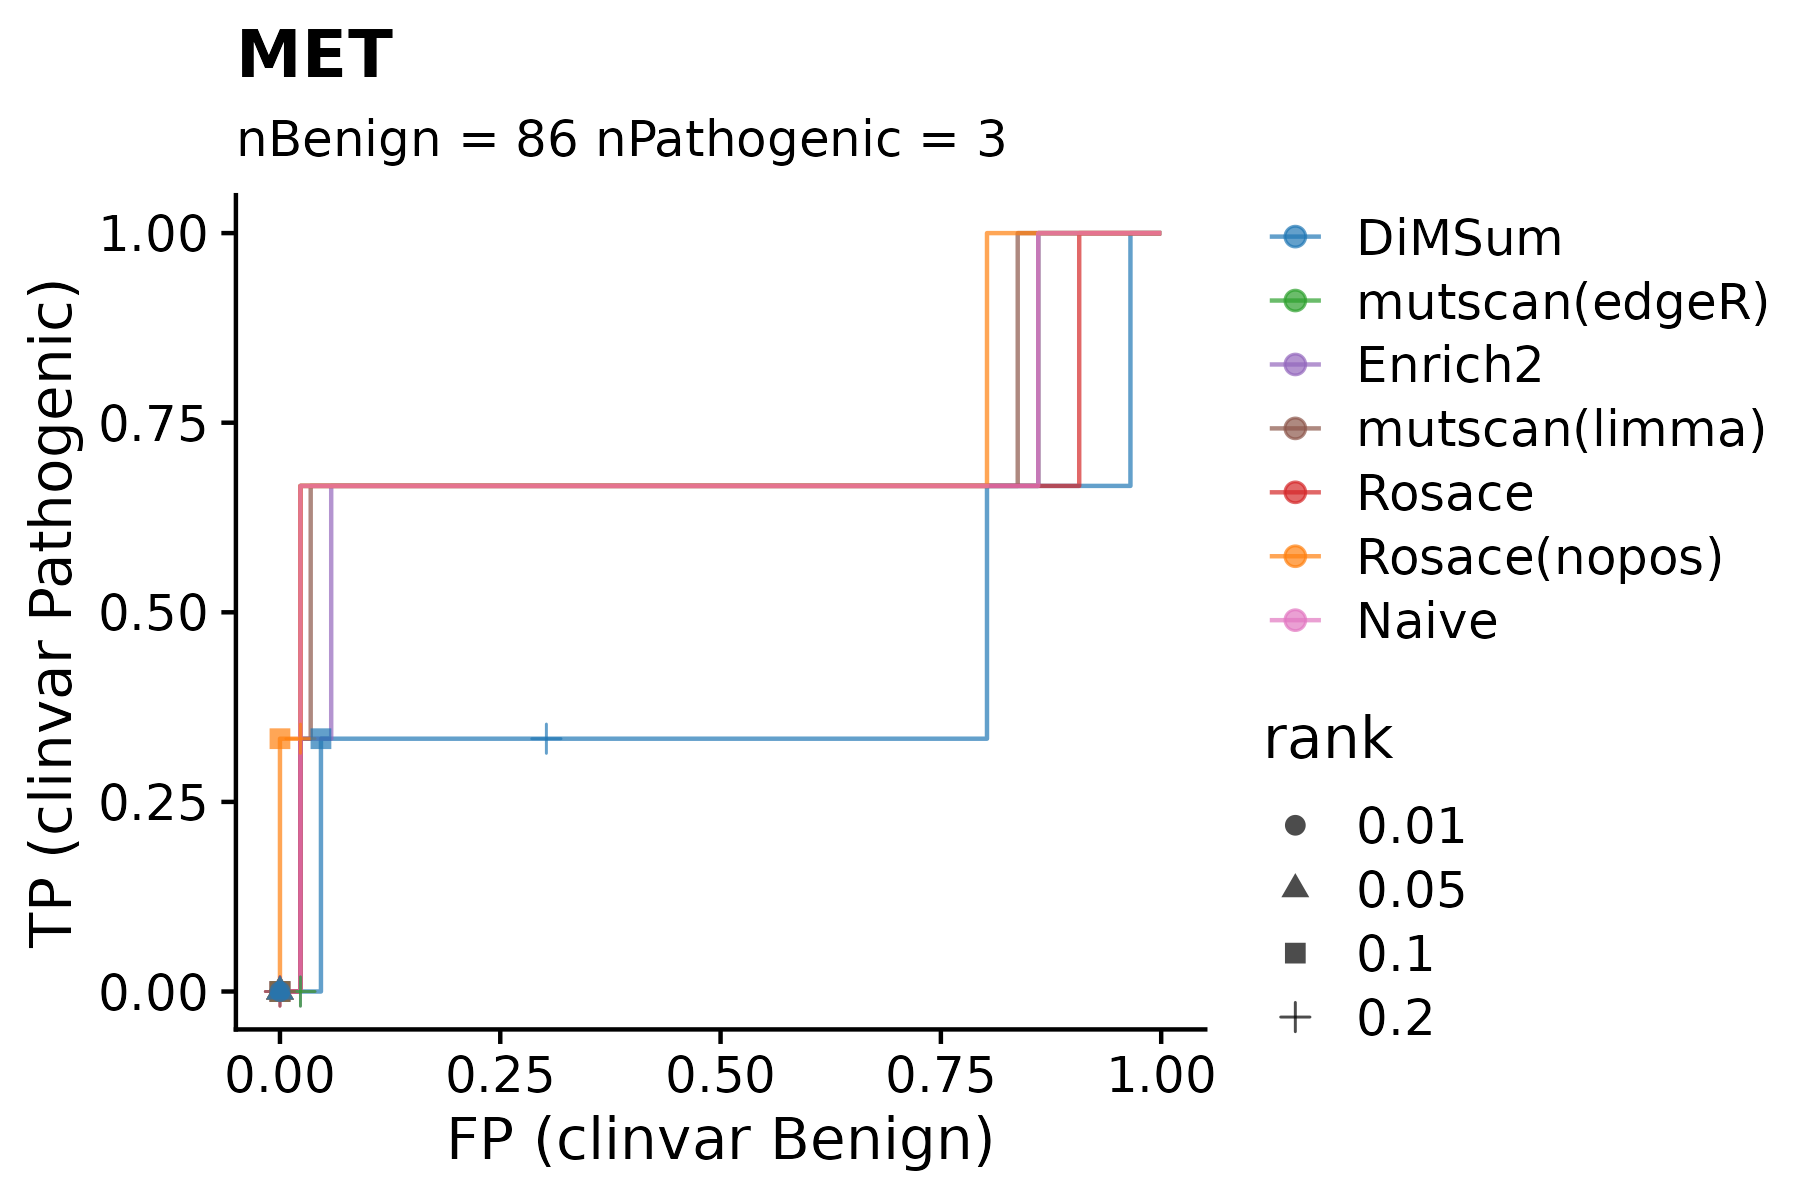 MET
nBenign = 86 nPathogenic = 3
TP (clinvar Pathogenic)
1.00
0.75
0.50
0.25
0.00
0.00 0.25 0.50 0.75 1.00
FP (clinvar Benign)
DiMSum
mutscan(edgeR)
Enrich2
mutscan(limma)
Rosace
Rosace(nopos)
Naive
rank
0.01
0.05
0.1
0.2